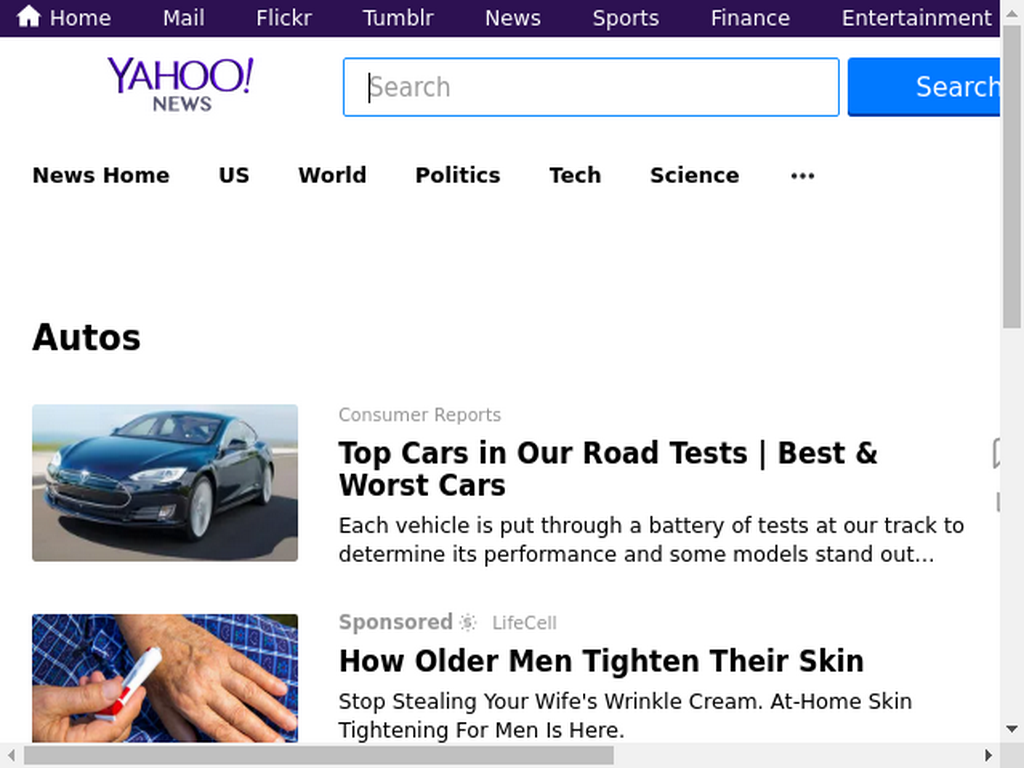 Home Mail Flickr Tumblr News Sports Finance Entertainment
YAHOO!
NEWS
Search Search
News Home US World Politics Tech Science •••
Autos
Consumer Reports
Top Cars in Our Road Tests | Best &
Worst Cars
Each vehicle is put through a battery of tests at our track to
determine its performance and some models stand out...
Sponsored LifeCell
How Older Men Tighten Their Skin
Stop Stealing Your Wife's Wrinkle Cream. At-Home Skin
Tightening For Men Is Here.